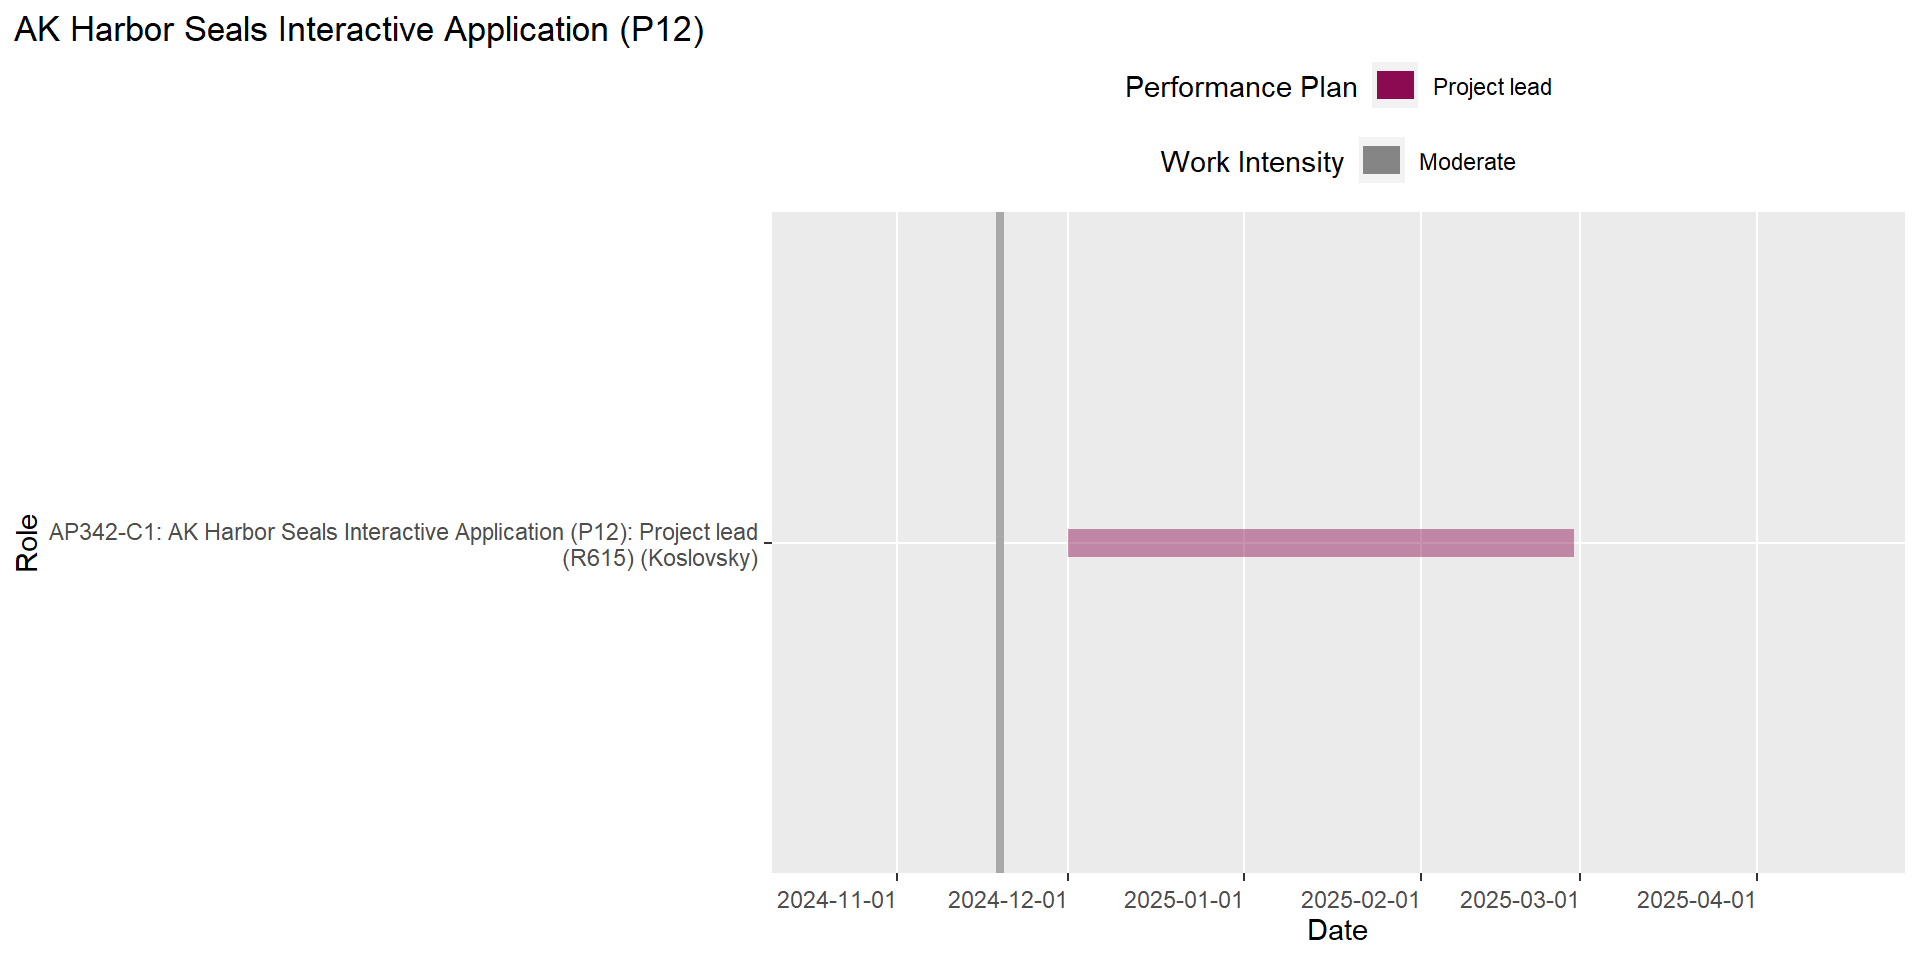 AK Harbor Seals Interactive Application (P12)
Performance Plan Project lead
Work Intensity Moderate
Role
AP342-C1: AK Harbor Seals Interactive Application (P12): Project lead
(R615) (Koslovsky)
2024-11-01 2024-12-01 2025-01-01 2025-02-01 2025-03-01 2025-04-01
Date